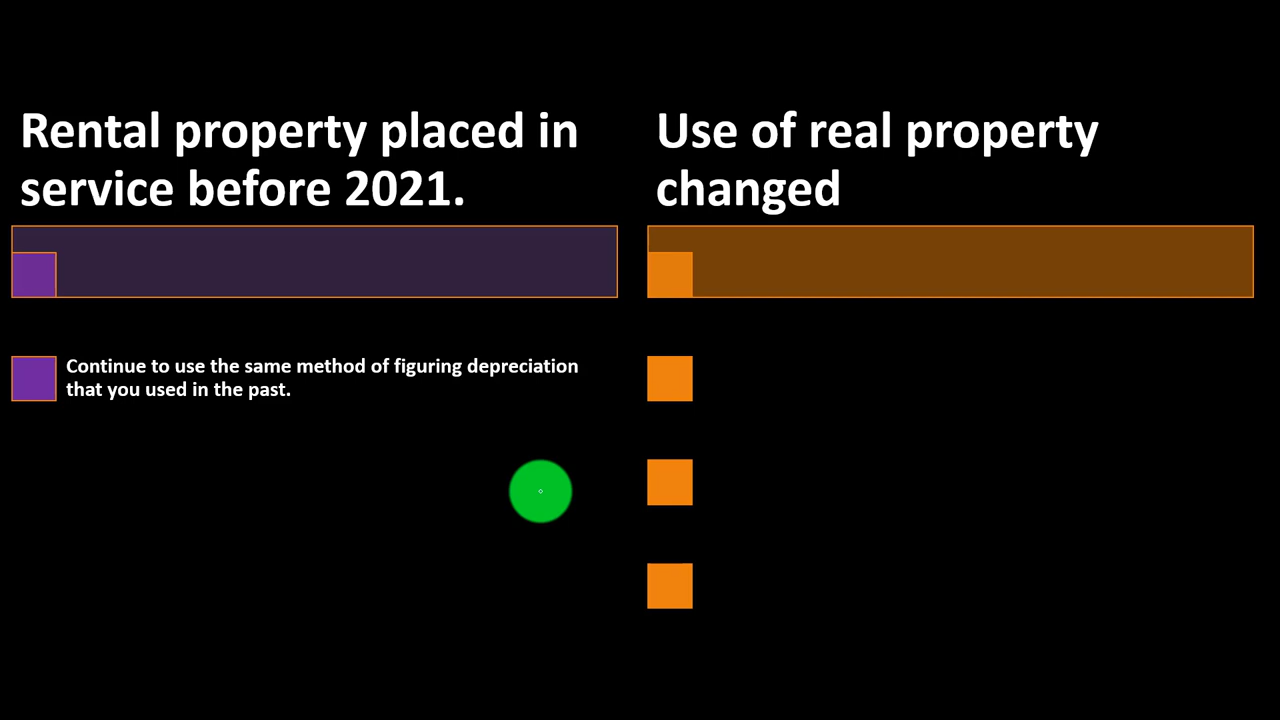 Rental property placed in
service before 2021.
Continue to use the same method of figuring depreciation
that you used in the past.
Use of real property
changed